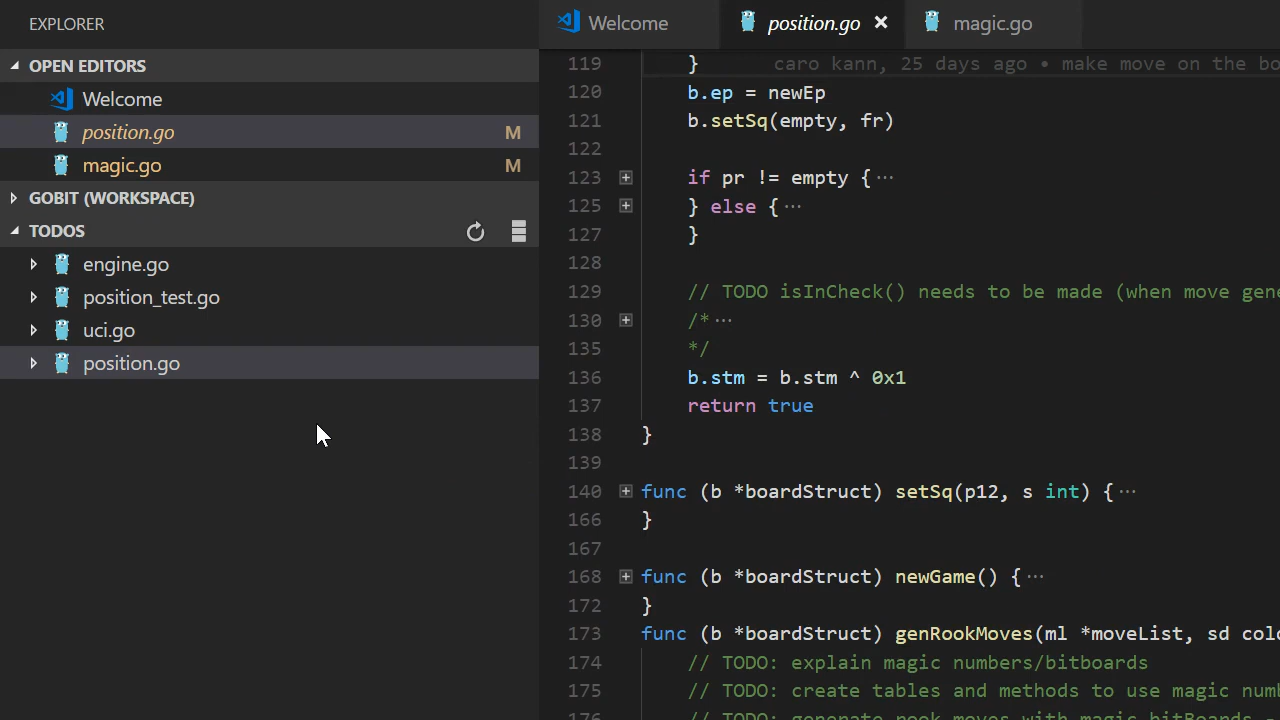 EXPLORER
OPEN EDITORS
Welcome
position.go M
magic.go M
GOBIT (WORKSPACE)
TODOS
engine.go
position_test.go
uci.go
position.go
Welcome position.go × magic.go
119 } caro kann, 25 days ago • make move on the bo
120 b.ep = newEp
121 b.setSq(empty, fr)
122
123 if pr != empty {···
125 } else {···
127 }
128
129 // TODO isInCheck() needs to be made (when move gene
130 /*···
135 */
136 b.stm = b.stm ^ 0x1
137 return true
138 }
139
140 func (b *boardStruct) setSq(p12, s int) {···
166 }
167
168 func (b *boardStruct) newGame() {···
172 }
173 func (b *boardStruct) genRookMoves(ml *moveList, sd colo
174 // TODO: explain magic numbers/bitboards
175 // TODO: create tables and methods to use magic num
176 // TODO: generate rook moves with magic bitBoards